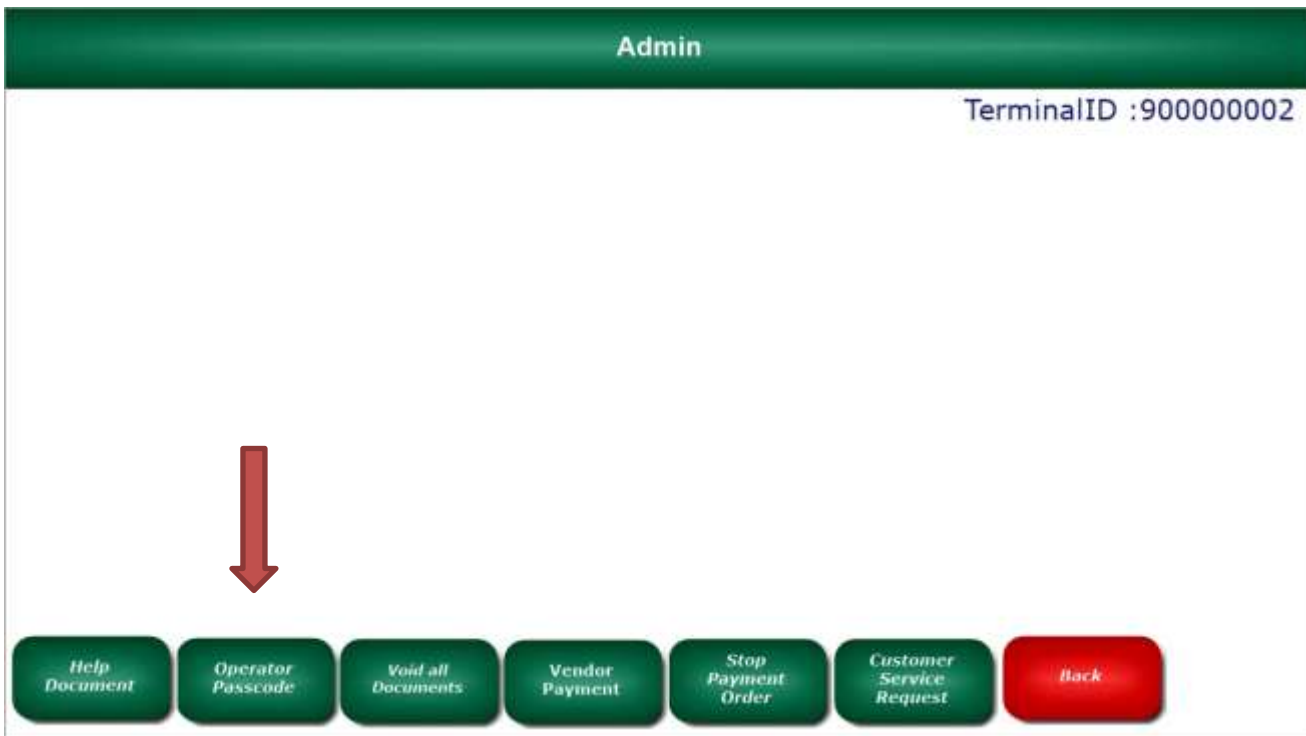 Admin
TerminalID :900000002
Help
Document
Operator
Passcode
Void all
Documents
Vendor
Payment
Stop
Payment
Order
Customer
Service
Request
Back